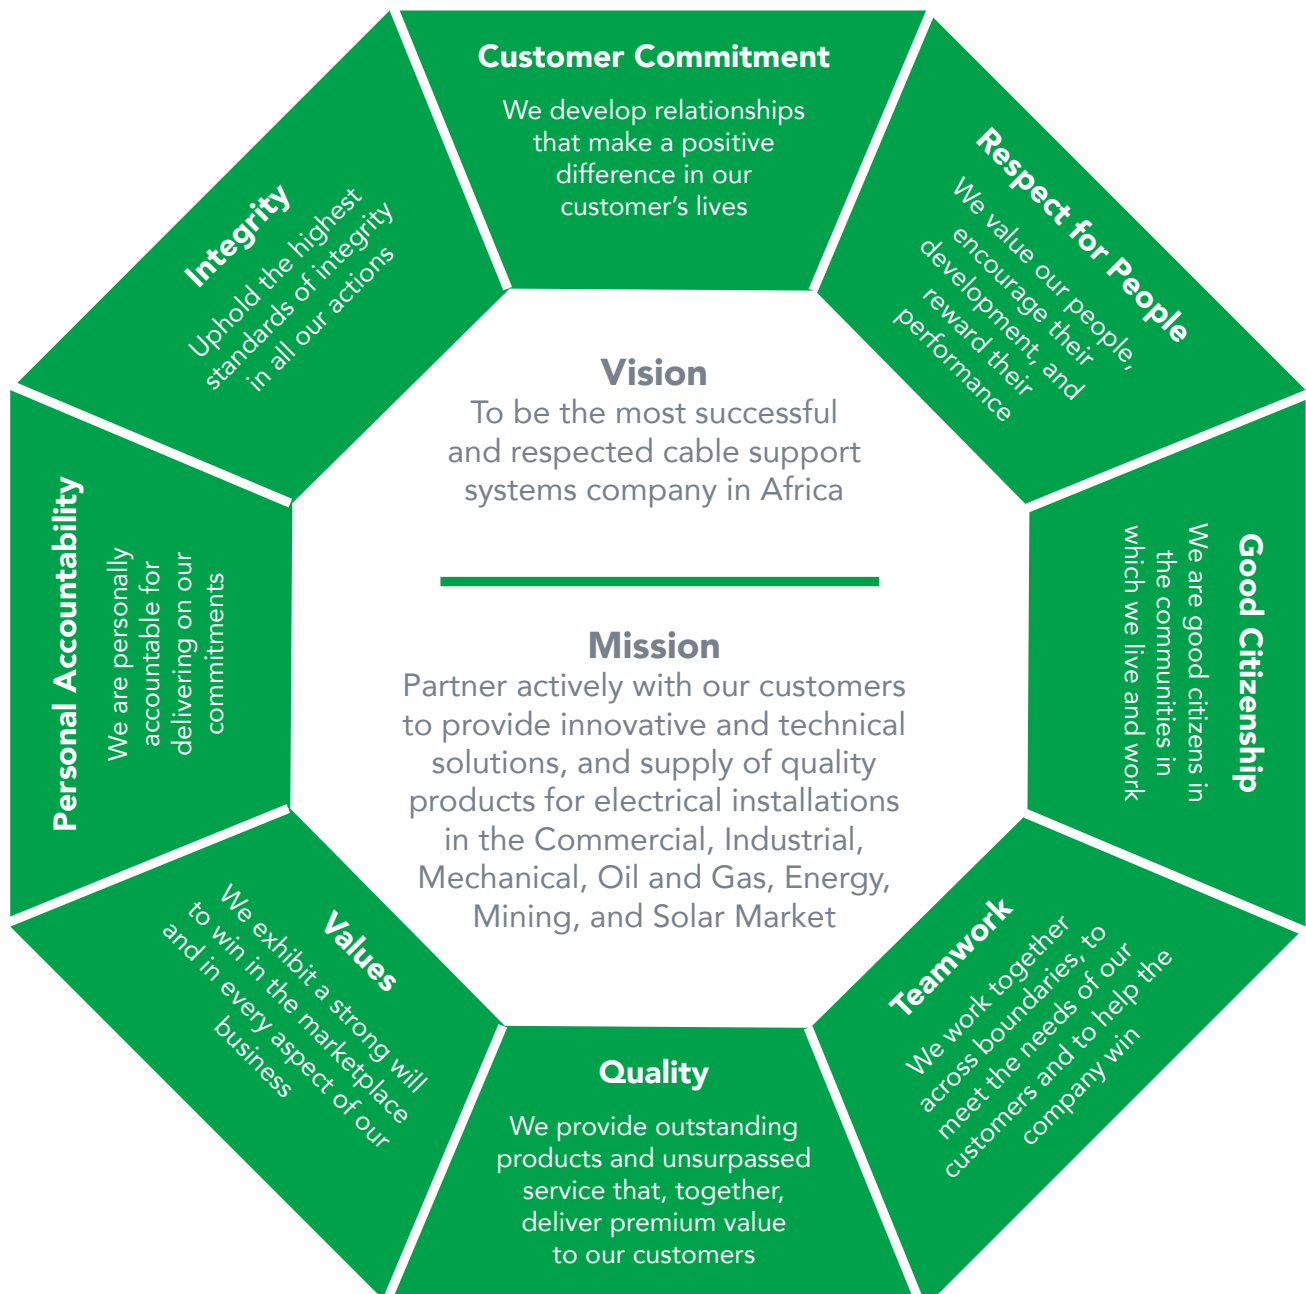 Customer Commitment
We develop relationships
that make a positive
difference in our
customer’s lives
Respect for People
We value our people,
encourage their
development, and
reward their
performance
Good Citizenship
We are good citizens in
the communities in
which we live and work
Teamwork
We work together
across boundaries, to
meet the needs of our
customers and to help the
company win
Quality
We provide outstanding
products and unsurpassed
service that, together,
deliver premium value
to our customers
Values
We exhibit a strong will
to win in the marketplace
and in every aspect of our
business
Personal Accountability
We are personally
accountable for
delivering on our
commitments
Integrity
Uphold the highest
standards of integrity
in all our actions
Vision
To be the most successful
and respected cable support
systems company in Africa
Mission
Partner actively with our customers
to provide innovative and technical
solutions, and supply of quality
products for electrical installations
in the Commercial, Industrial,
Mechanical, Oil and Gas, Energy,
Mining, and Solar Market